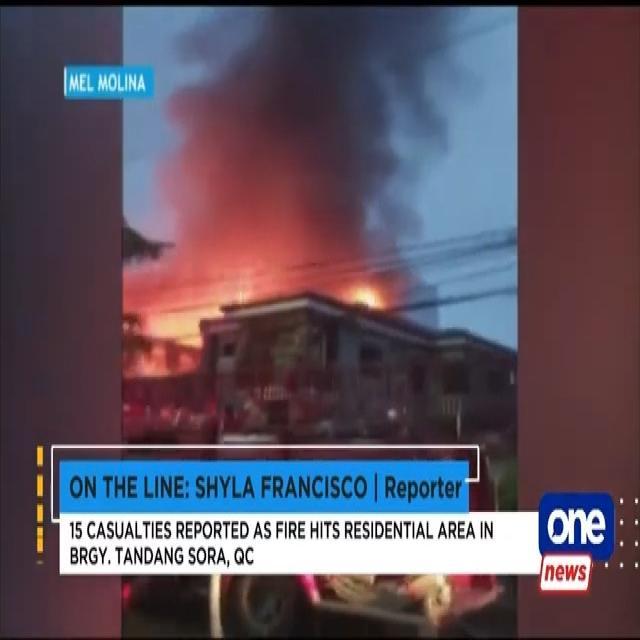 MEL MOLINA
ON THE LINE: SHYLA FRANCISCO | Reporter
15 CASUALTIES REPORTED AS FIRE HITS RESIDENTIAL AREA IN
BRGY. TANDANG SORA, QC
one
news